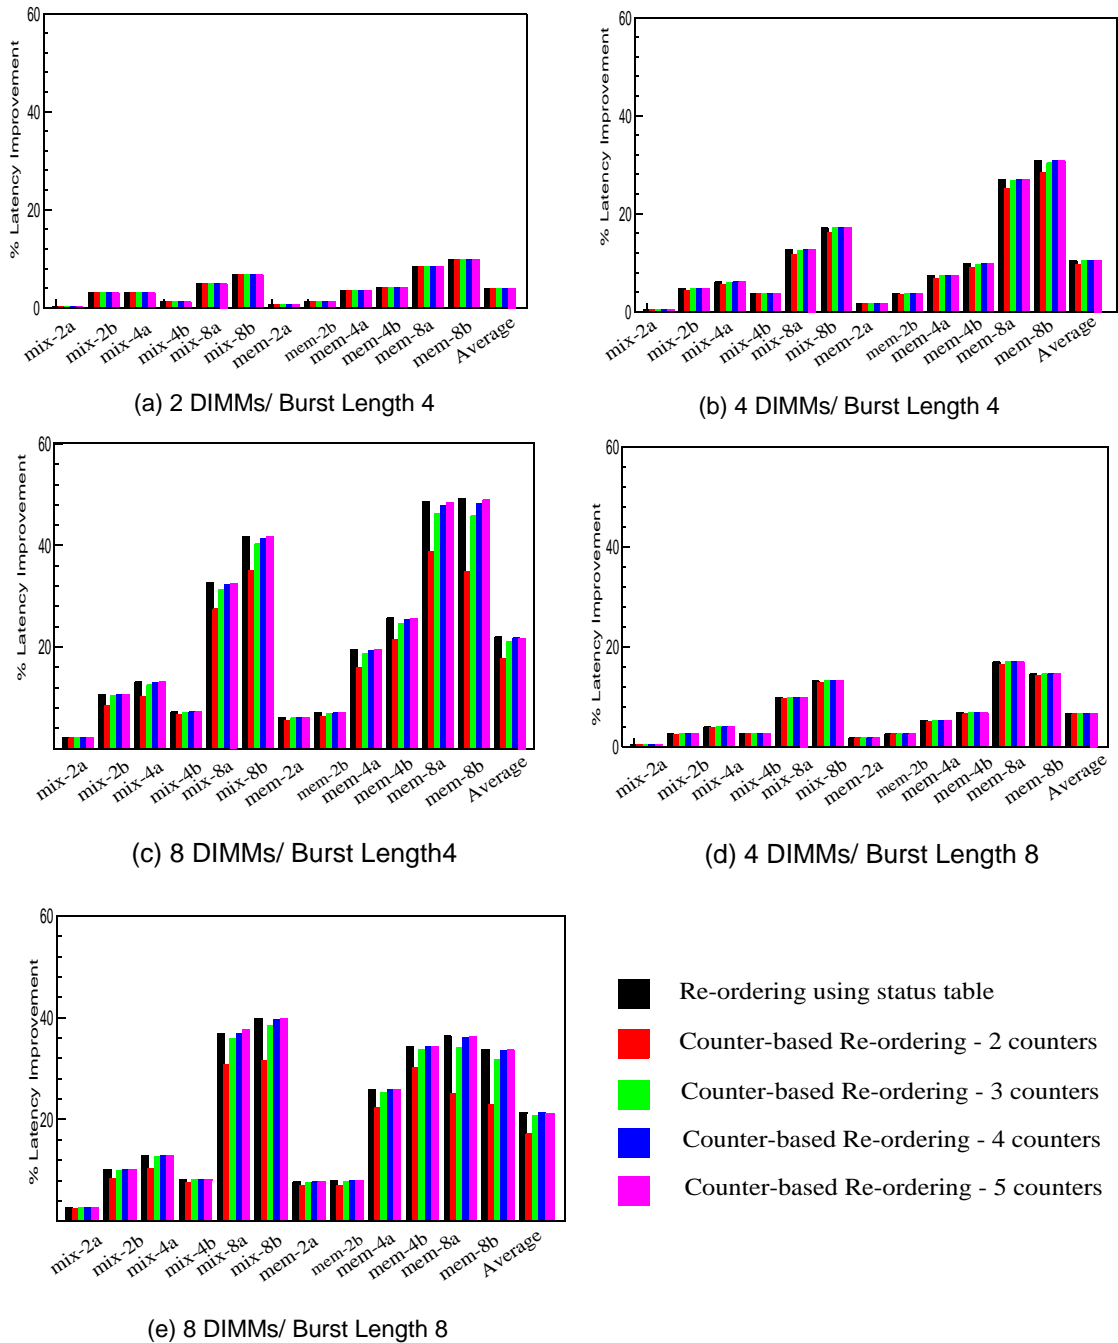 60
40
20
0
% Latency Improvement
mix-2a
mix-2b
mix-4a
mix-4b
mix-8a
mix-8b
mem-2a
mem-2b
mem-4a
mem-4b
mem-8a
mem-8b
Average
(a) 2 DIMMs/ Burst Length 4
60
40
20
0
% Latency Improvement
mix-2a
mix-2b
mix-4a
mix-4b
mix-8a
mix-8b
mem-2a
mem-2b
mem-4a
mem-4b
mem-8a
mem-8b
Average
(b) 4 DIMMs/ Burst Length 4
60
40
20
% Latency Improvement
mix-2a
mix-2b
mix-4a
mix-4b
mix-8a
mix-8b
mem-2a
mem-2b
mem-4a
mem-4b
mem-8a
mem-8b
Average
(c) 8 DIMMs/ Burst Length4
60
40
20
0
% Latency Improvement
mix-2a
mix-2b
mix-4a
mix-4b
mix-8a
mix-8b
mem-2a
mem-2b
mem-4a
mem-4b
mem-8a
mem-8b
Average
(d) 4 DIMMs/ Burst Length 8
60
40
20
% Latency Improvement
mix-2a
mix-2b
mix-4a
mix-4b
mix-8a
mix-8b
mem-2a
mem-2b
mem-4a
mem-4b
mem-8a
mem-8b
Average
(e) 8 DIMMs/ Burst Length 8
Re-ordering using status table
Counter-based Re-ordering - 2 counters
Counter-based Re-ordering - 3 counters
Counter-based Re-ordering - 4 counters
Counter-based Re-ordering - 5 counters